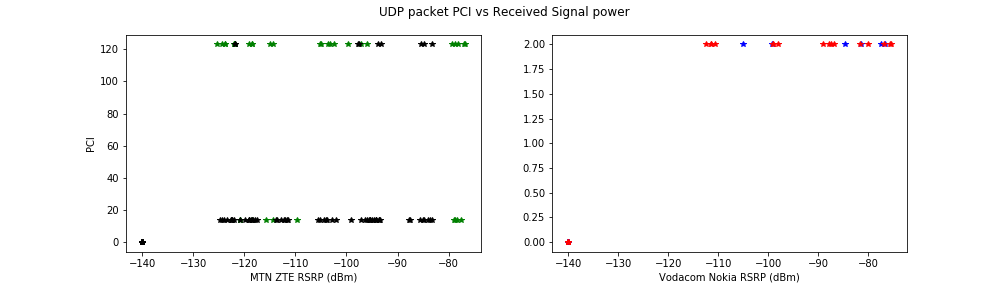 UDP packet PCI vs Received Signal power
PCI
120
100
80
60
40
20
0
−140 −130 −120 −110 −100 −90 −80
MTN ZTE RSRP (dBm)
2.00
1.75
1.50
1.25
1.00
0.75
0.50
0.25
0.00
−140 −130 −120 −110 −100 −90 −80
Vodacom Nokia RSRP (dBm)